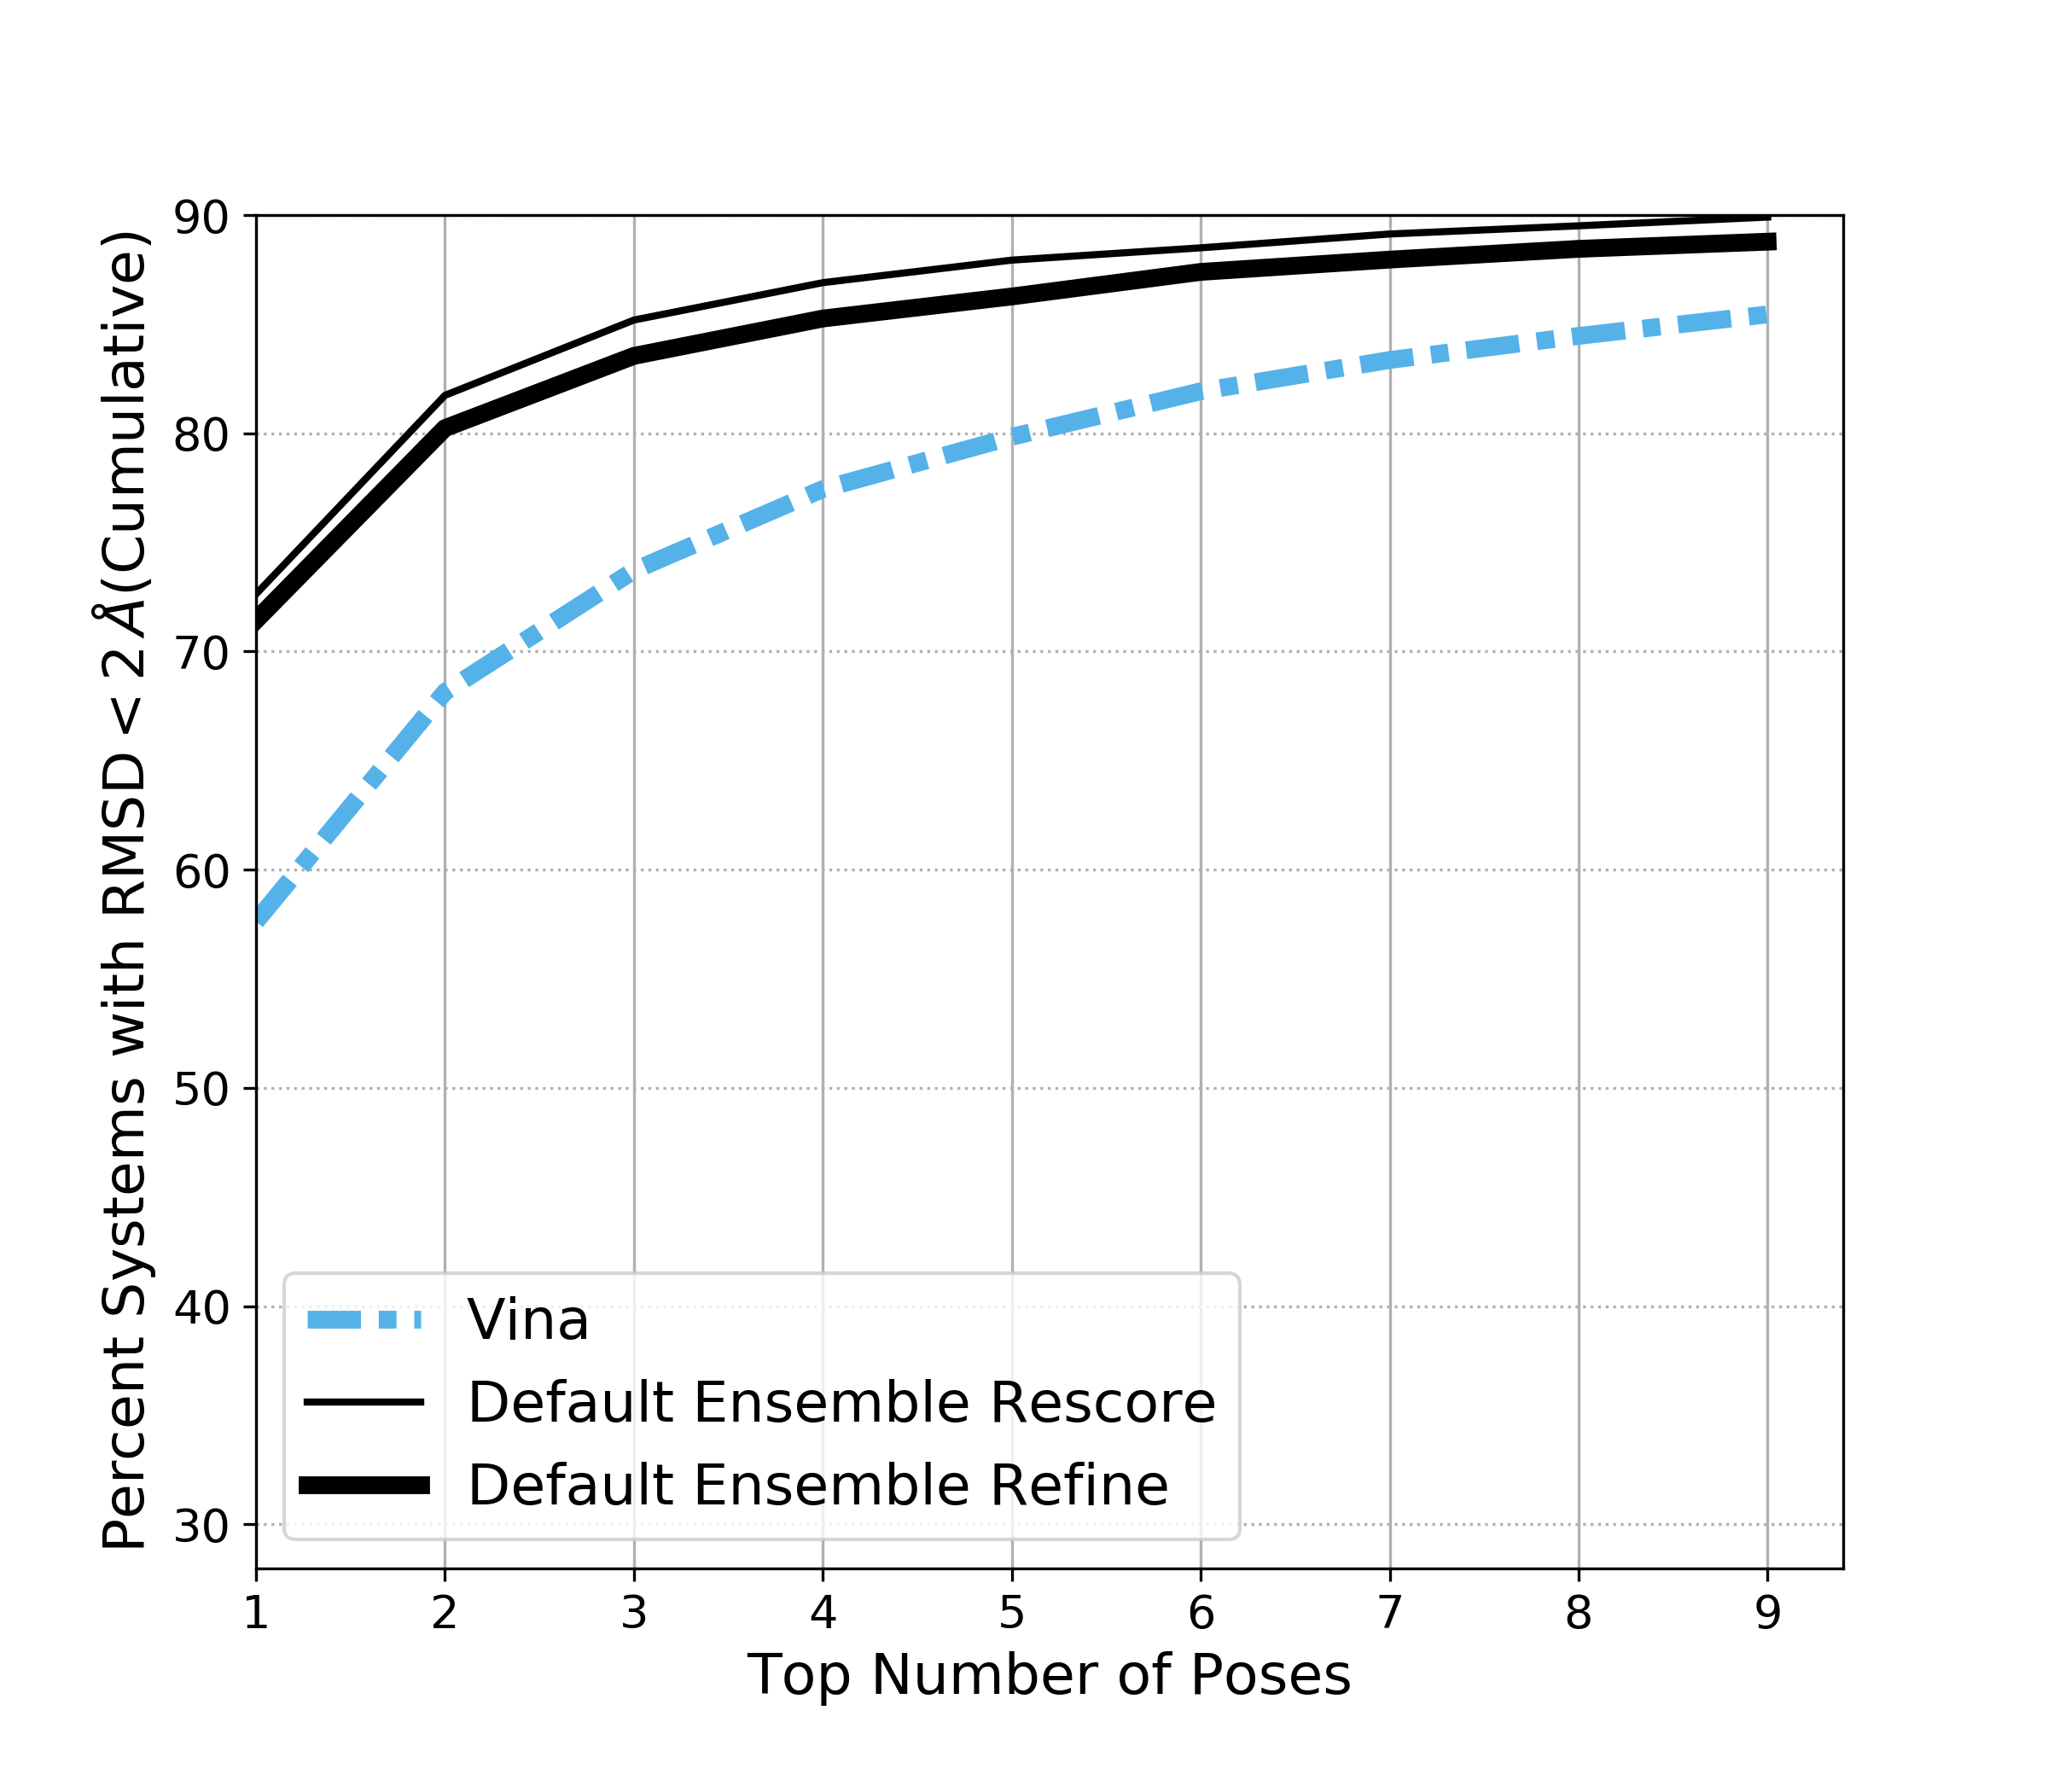 Percent Systems with RMSD < 2 Å(Cumulative)
90
80
70
60
50
40
30
Vina
Default Ensemble Rescore
Default Ensemble Refine
1 2 3 4 5 6 7 8 9
Top Number of Poses